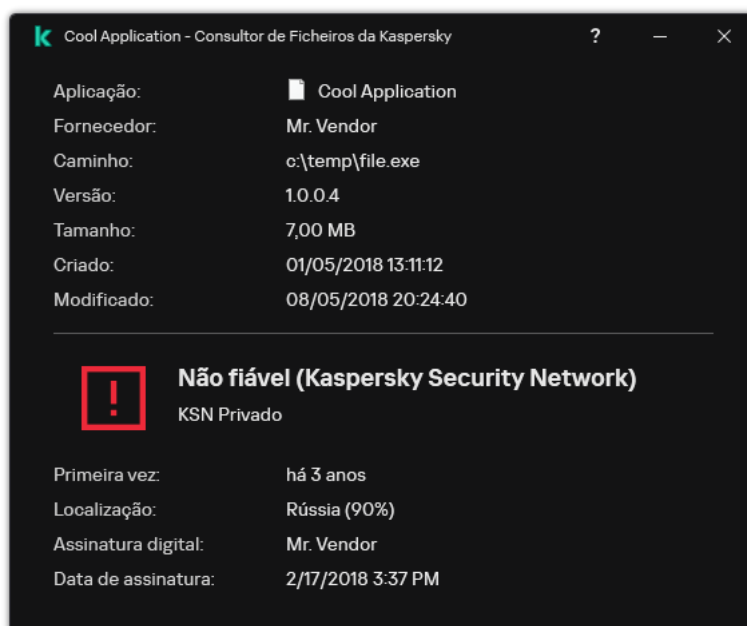 Cool Application - Consultor de Ficheiros da Kaspersky ?
Aplicação: Cool Application
Fornecedor: Mr. Vendor
Caminho: c:\temp\file.exe
Versão: 1.0.0.4
Tamanho: 7,00 MB
Criado: 01/05/2018 13:11:12
Modificado: 08/05/2018 20:24:40
Não fiável (Kaspersky Security Network)
KSN Privado
Primeira vez: há 3 anos
Localização: Rússia (90%)
Assinatura digital: Mr. Vendor
Data de assinatura: 2/17/2018 3:37 PM